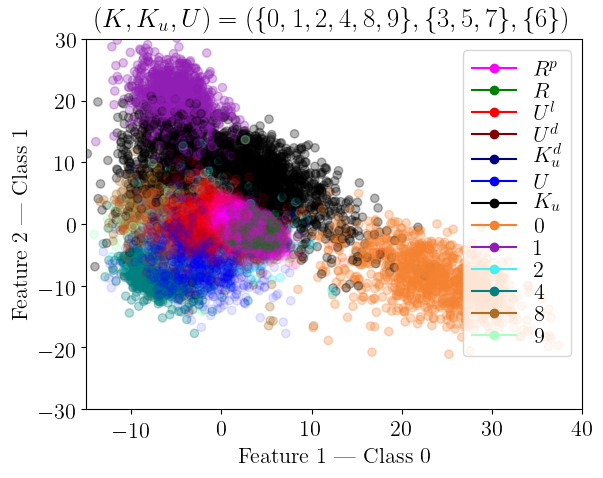 (K, K_u, U) = ({0, 1, 2, 4, 8, 9}, {3, 5, 7}, {6})
30
20
10
0
−10
−20
−30
Feature 2 — Class 1
R^p
R
U^l
U^d
K_u^d
U
K_u
0
1
2
4
8
9
−10 0 10 20 30 40
Feature 1 — Class 0